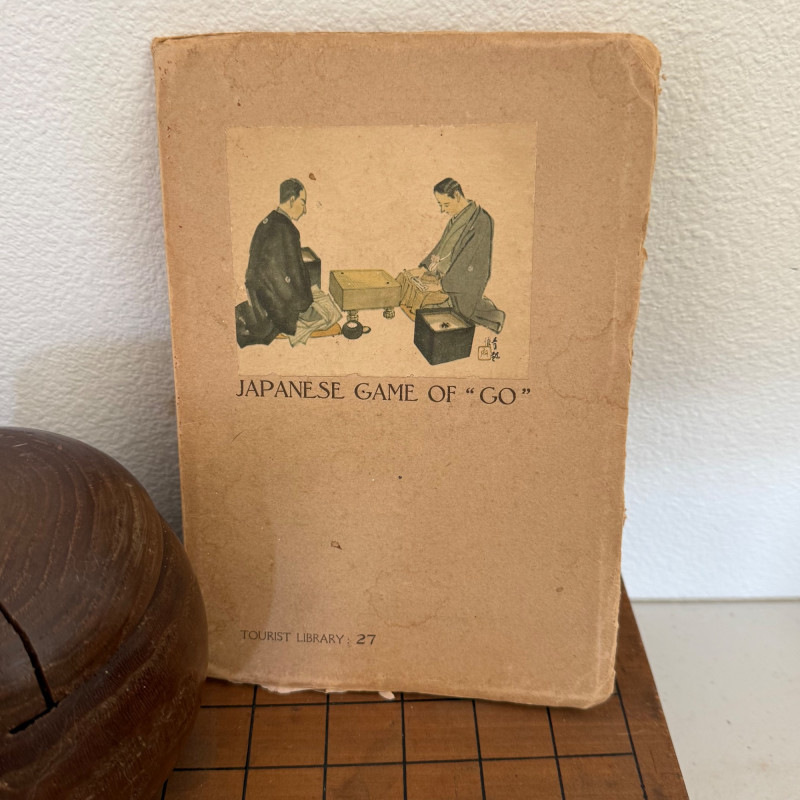 JAPANESE GAME OF “GO”
TOURIST LIBRARY: 27